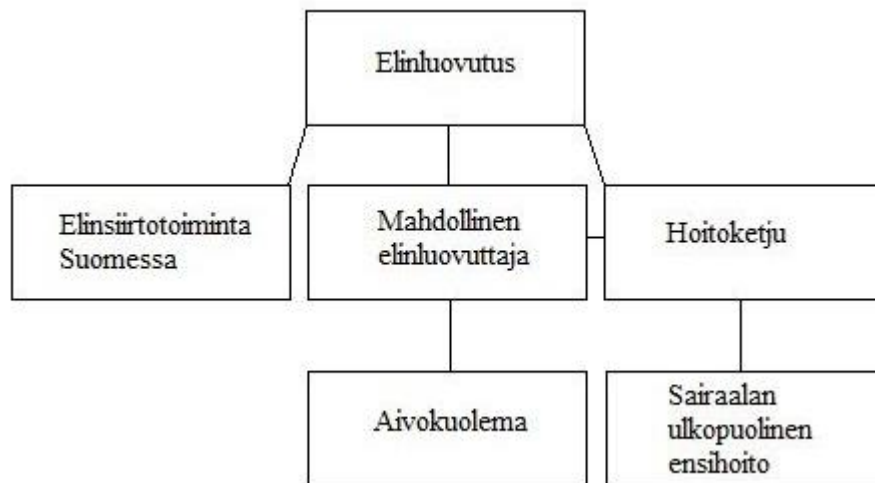 Elinluovutus
Elinsiirtotoiminta
Suomessa
Mahdollinen
elinluovuttaja
Hoitoketju
Aivokuolema
Sairaalan
ulkopuolinen
ensihoito